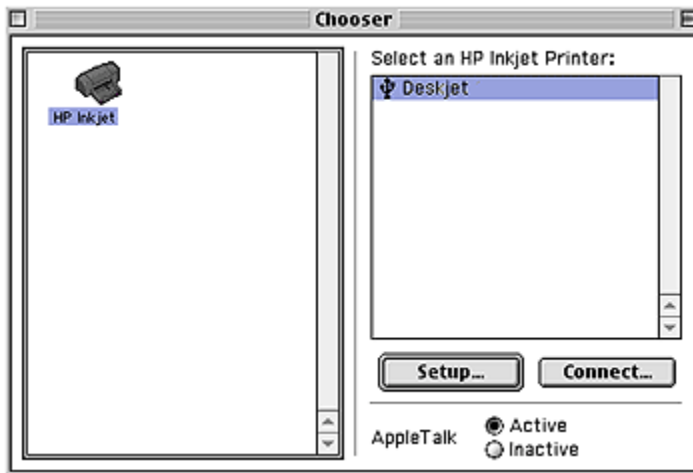 Chooser
HP Inkjet
Select an HP Inkjet Printer:
Deskjet
Setup...
Connect...
AppleTalk
Active
Inactive